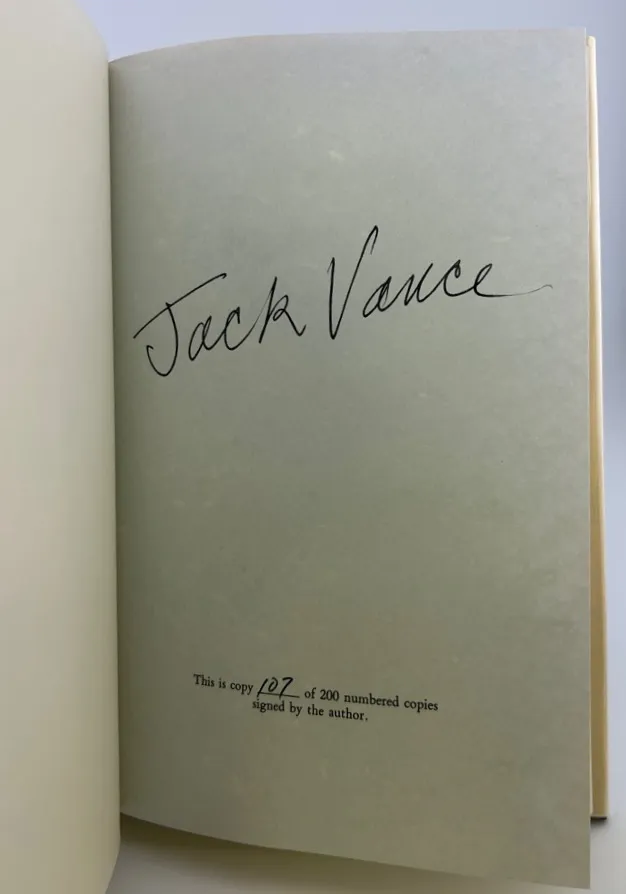 Jack Vance
This is copy 107 of 200 numbered copies
signed by the author.